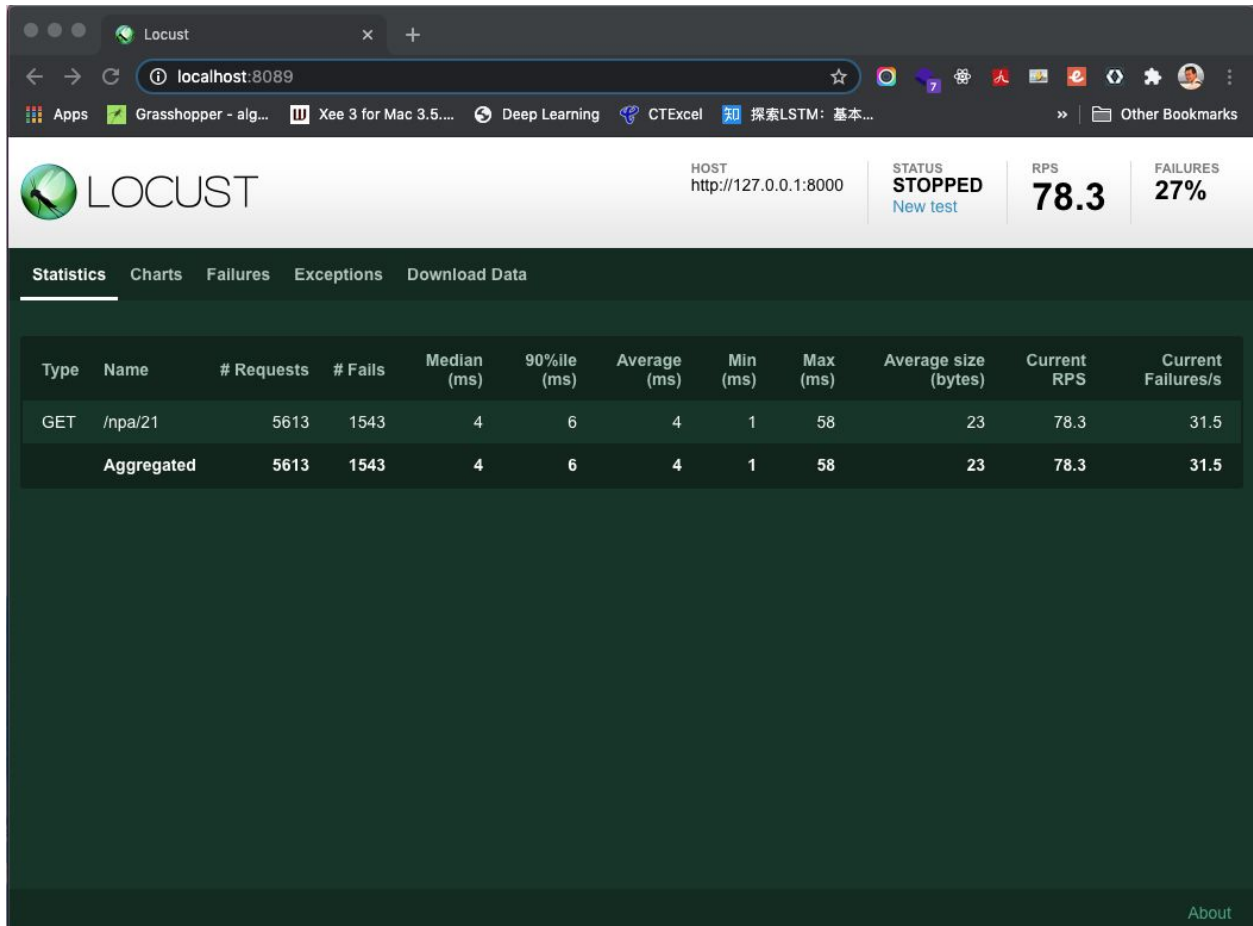 Locust
localhost:8089
7
Apps Grasshopper - alg... Xee 3 for Mac 3.5.... Deep Learning CTExcel 知 探索LSTM：基本... » Other Bookmarks
LOCUST
HOST
http://127.0.0.1:8000
STATUS
STOPPED
New test
RPS
78.3
FAILURES
27%
Statistics Charts Failures Exceptions Download Data
Type Name # Requests # Fails Median (ms) 90%ile (ms) Average (ms) Min (ms) Max (ms) Average size (bytes) Current RPS Current Failures/s
GET /npa/21 5613 1543 4 6 4 1 58 23 78.3 31.5
Aggregated 5613 1543 4 6 4 1 58 23 78.3 31.5
About